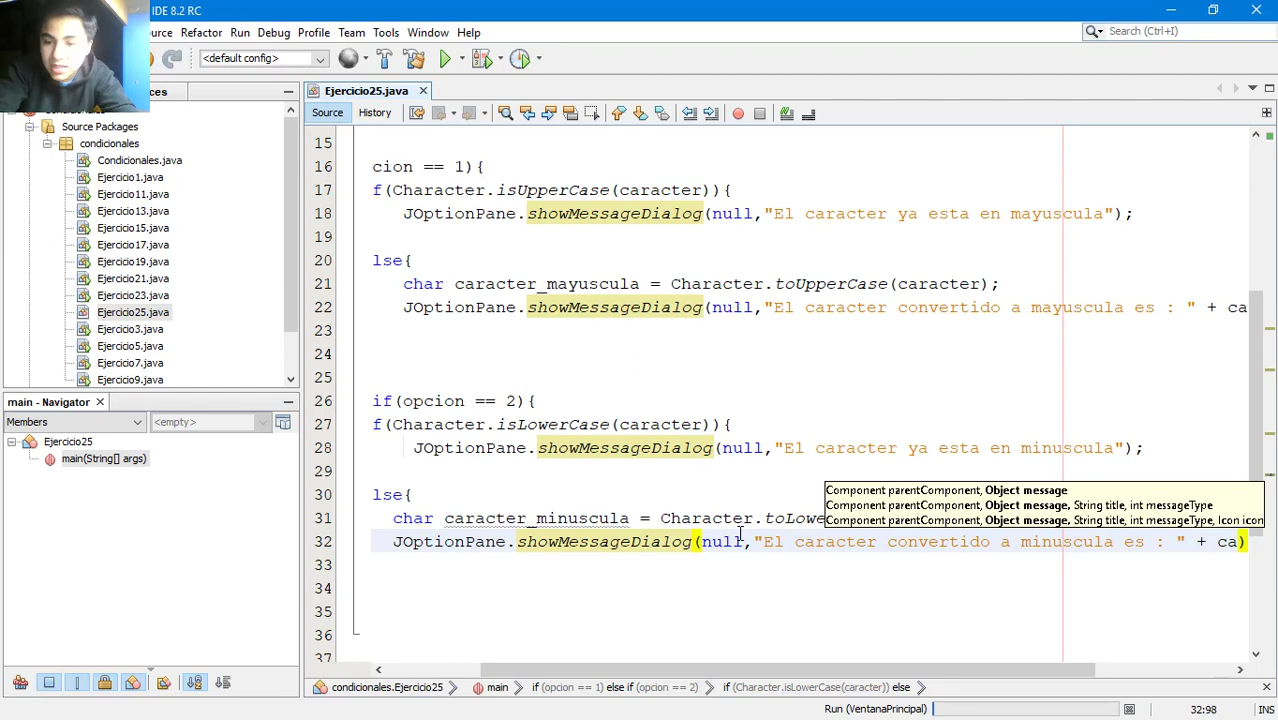 IDE 8.2 RC
urce Refactor Run Debug Profile Team Tools Window Help
Search (Ctrl+I)
<default config>
ces
Ejercicio25.java
Source History
Source Packages
condicionales
Condicionales.java
Ejercicio1.java
Ejercicio11.java
Ejercicio13.java
Ejercicio15.java
Ejercicio17.java
Ejercicio19.java
Ejercicio21.java
Ejercicio23.java
Ejercicio25.java
Ejercicio3.java
Ejercicio5.java
Ejercicio7.java
Ejercicio9.java
main - Navigator
Members <empty>
Ejercicio25
main(String[] args)
15
16 cion == 1){
17 f(Character.isUpperCase(caracter)){
18 JOptionPane.showMessageDialog(null,"El caracter ya esta en mayuscula");
19
20 lse{
21 char caracter_mayuscula = Character.toUpperCase(caracter);
22 JOptionPane.showMessageDialog(null,"El caracter convertido a mayuscula es : " + ca
23
24
25
26 if(opcion == 2){
27 f(Character.isLowerCase(caracter)){
28 JOptionPane.showMessageDialog(null,"El caracter ya esta en minuscula");
29
30 lse{
Component parentComponent, Object message
Component parentComponent, Object message, String title, int messageType
Component parentComponent, Object message, String title, int messageType, Icon icon
31 char caracter_minuscula = Character.toLowe
32 JOptionPane.showMessageDialog(null,"El caracter convertido a minuscula es : " + ca)
33
34
35
36
37
condicionales.Ejercicio25 main if (opcion == 1) else if (opcion == 2) if (Character.isLowerCase(caracter)) else
Run (VentanaPrincipal) 32:98 INS